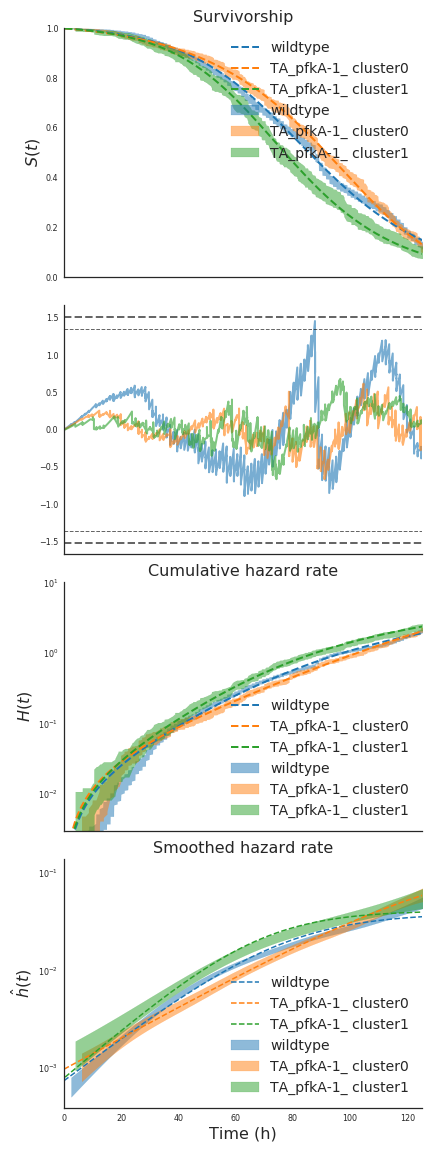 Survivorship
1.0
0.8
0.6
0.4
0.2
0.0
S(t)
wildtype
TA_pfkA-1_ cluster0
TA_pfkA-1_ cluster1
wildtype
TA_pfkA-1_ cluster0
TA_pfkA-1_ cluster1
1.5
1.0
0.5
0.0
−0.5
−1.0
−1.5
Cumulative hazard rate
10¹
10⁰
10⁻¹
10⁻²
H(t)
wildtype
TA_pfkA-1_ cluster0
TA_pfkA-1_ cluster1
wildtype
TA_pfkA-1_ cluster0
TA_pfkA-1_ cluster1
Smoothed hazard rate
10⁻¹
10⁻²
10⁻³
ĥ(t)
wildtype
TA_pfkA-1_ cluster0
TA_pfkA-1_ cluster1
wildtype
TA_pfkA-1_ cluster0
TA_pfkA-1_ cluster1
0 20 40 60 80 100 120
Time (h)